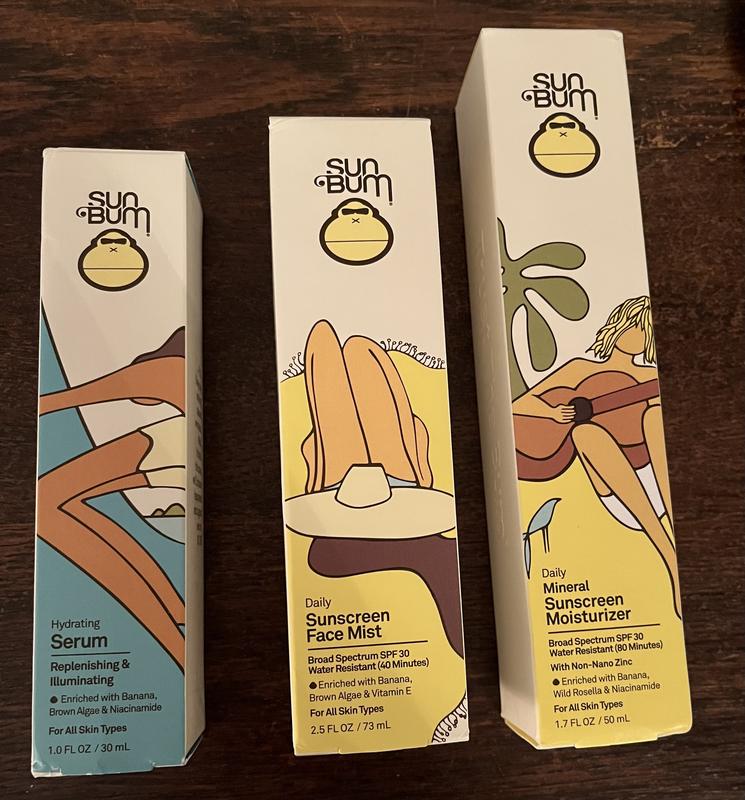 SUN
BUM
Hydrating
Serum
Replenishing &
Illuminating
Enriched with Banana,
Brown Algae & Niacinamide
For All Skin Types
1.0 FL OZ / 30 mL
SUN
BUM
Daily
Sunscreen
Face Mist
Broad Spectrum SPF 30
Water Resistant (40 Minutes)
Enriched with Banana,
Brown Algae & Vitamin E
For All Skin Types
2.5 FL OZ / 73 mL
SUN
BUM
Daily
Mineral
Sunscreen
Moisturizer
Broad Spectrum SPF 30
Water Resistant (80 Minutes)
With Non-Nano Zinc
Enriched with Banana,
Wild Rosella & Niacinamide
For All Skin Types
1.7 FL OZ / 50 mL